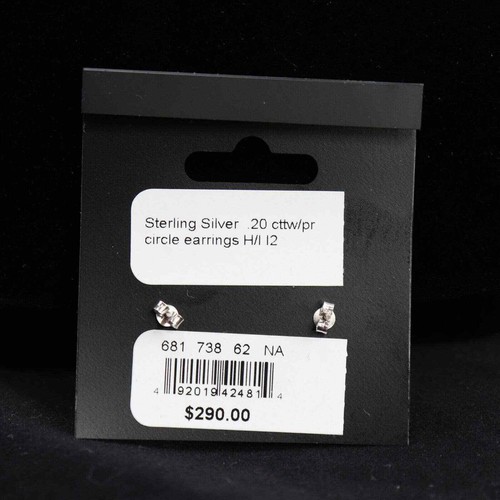 Sterling Silver .20 cttw/pr
circle earrings H/I I2
681 738 62 NA
4 92019 42481 4
$290.00